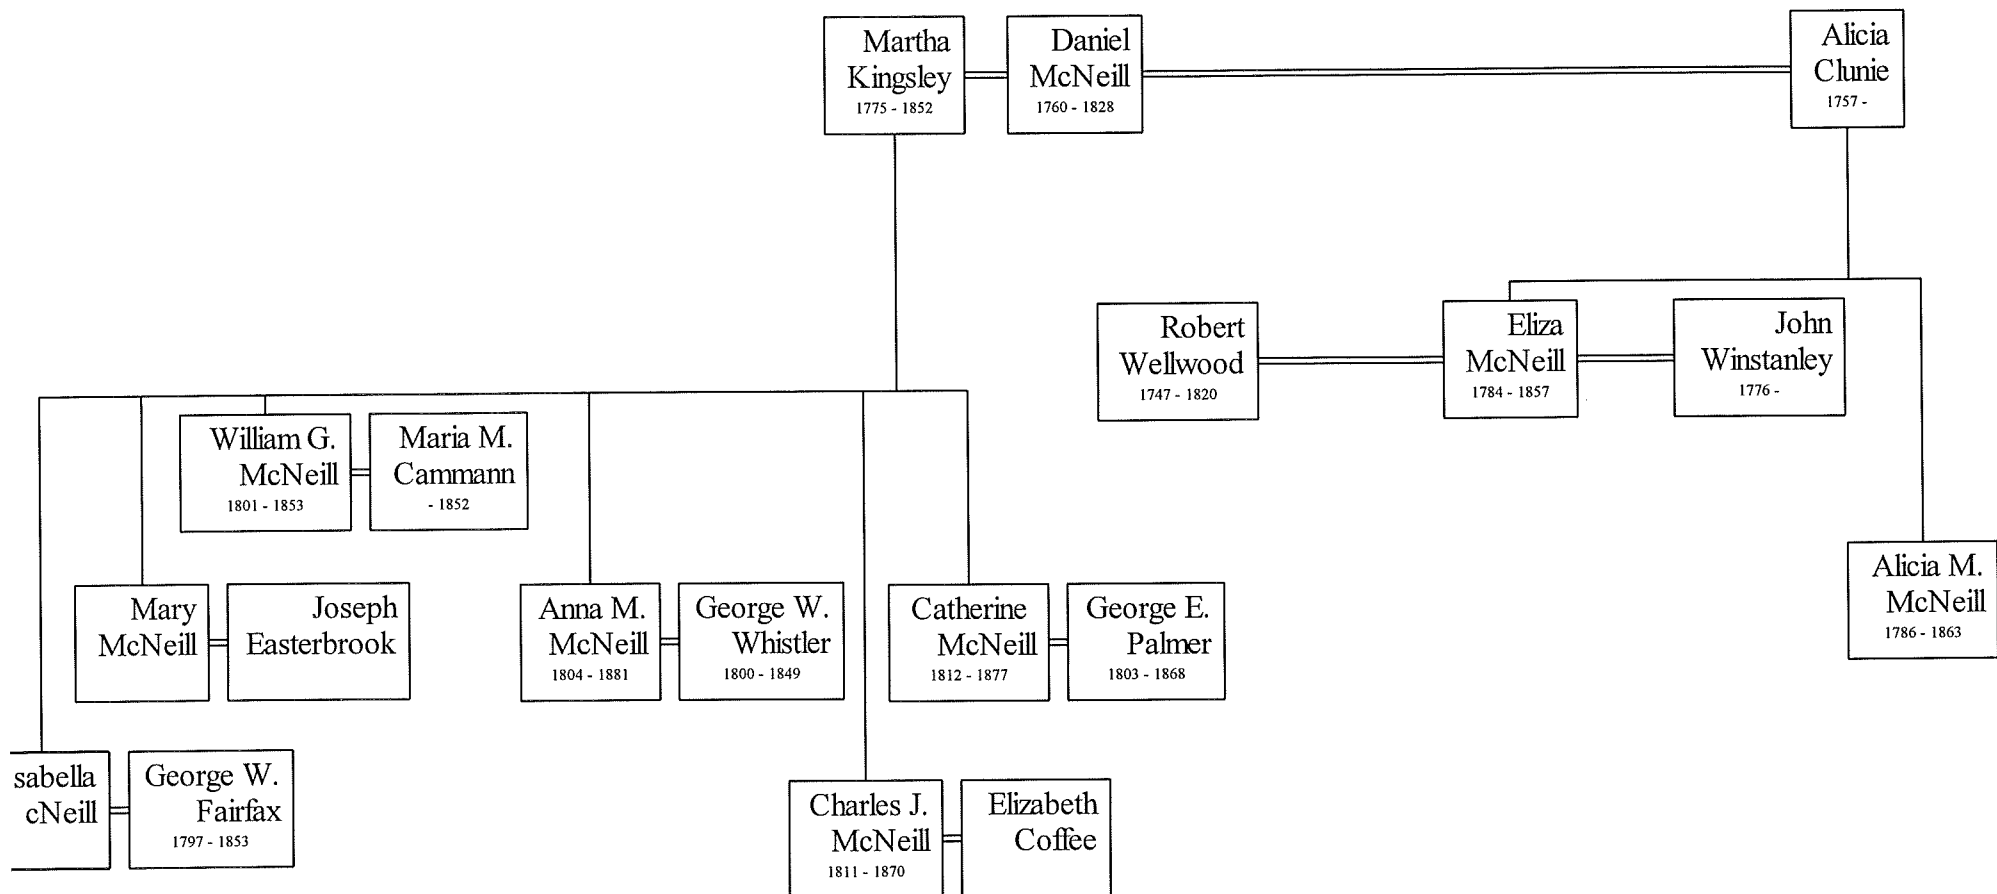 Martha
Kingsley
1775 - 1852
Daniel
McNeill
1760 - 1828
Alicia
Clunie
1757 -
Robert
Wellwood
1747 - 1820
Eliza
McNeill
1784 - 1857
John
Winstanley
1776 -
William G.
McNeill
1801 - 1853
Maria M.
Cammann
- 1852
Alicia M.
McNeill
1786 - 1863
Mary
McNeill
Joseph
Easterbrook
Anna M.
McNeill
1804 - 1881
George W.
Whistler
1800 - 1849
Catherine
McNeill
1812 - 1877
George E.
Palmer
1803 - 1868
sabella
cNeill
George W.
Fairfax
1797 - 1853
Charles J.
McNeill
1811 - 1870
Elizabeth
Coffee